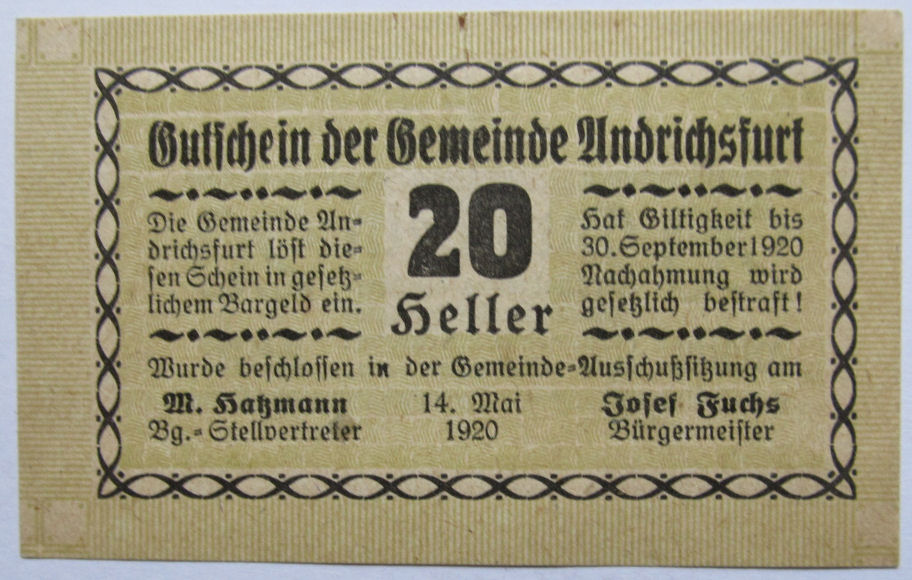 Gutschein der Gemeinde Andrichsfurt
Die Gemeinde An-
drichsfurt löst die-
sen Schein in gesetz-
lichem Bargeld ein.
20
Heller
Hat Giltigkeit bis
30. September 1920
Nachahmung wird
gesetzlich bestraft!
Wurde beschlossen in der Gemeinde-Ausschußsitzung am
M. Hatzmann
Bg.-Stellvertreter
14. Mai
1920
Josef Fuchs
Bürgermeister